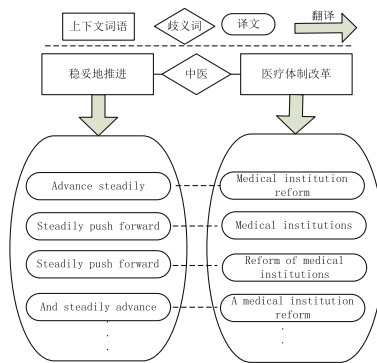 上下文词语
歧义词
译文
翻译
稳妥地推进
中医
医疗体制改革
Advance steadily
Medical institution
reform
Steadily push forward
Medical institutions
Steadily push forward
Reform of medical
institutions
And steadily advance
A medical institution
reform